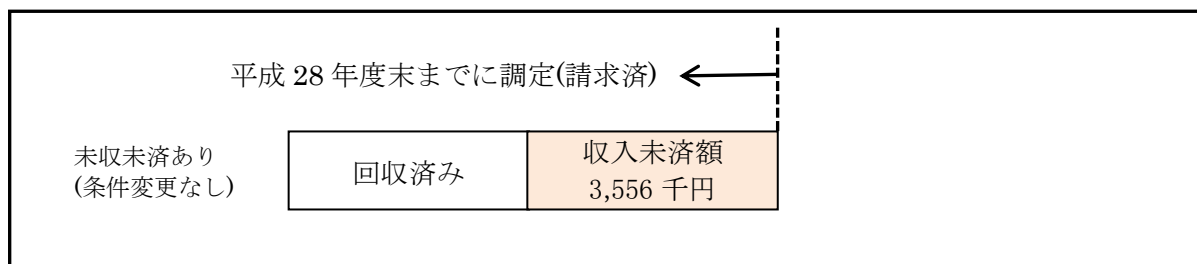 平成 28 年度末までに調定(請求済)
未収未済あり
(条件変更なし)
回収済み
収入未済額
3,556 千円